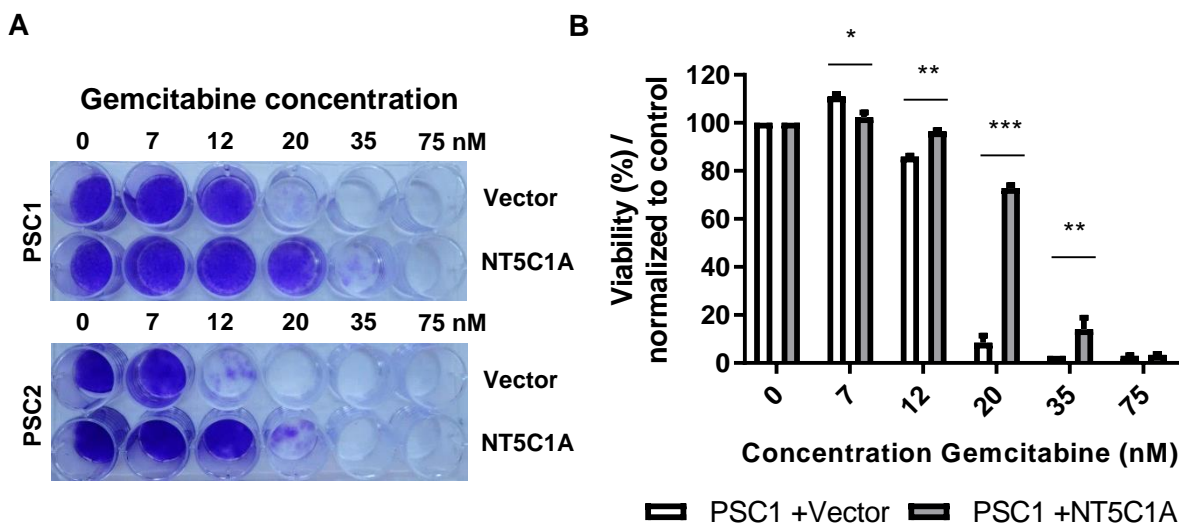 A
Gemcitabine concentration
0 7 12 20 35 75 nM
PSC1
Vector
NT5C1A
0 7 12 20 35 75 nM
PSC2
Vector
NT5C1A
B
Viability (%) /
normalized to control
* ** *** **
120
100
80
60
40
20
0
0 7 12 20 35 75
Concentration Gemcitabine (nM)
PSC1 +Vector PSC1 +NT5C1A